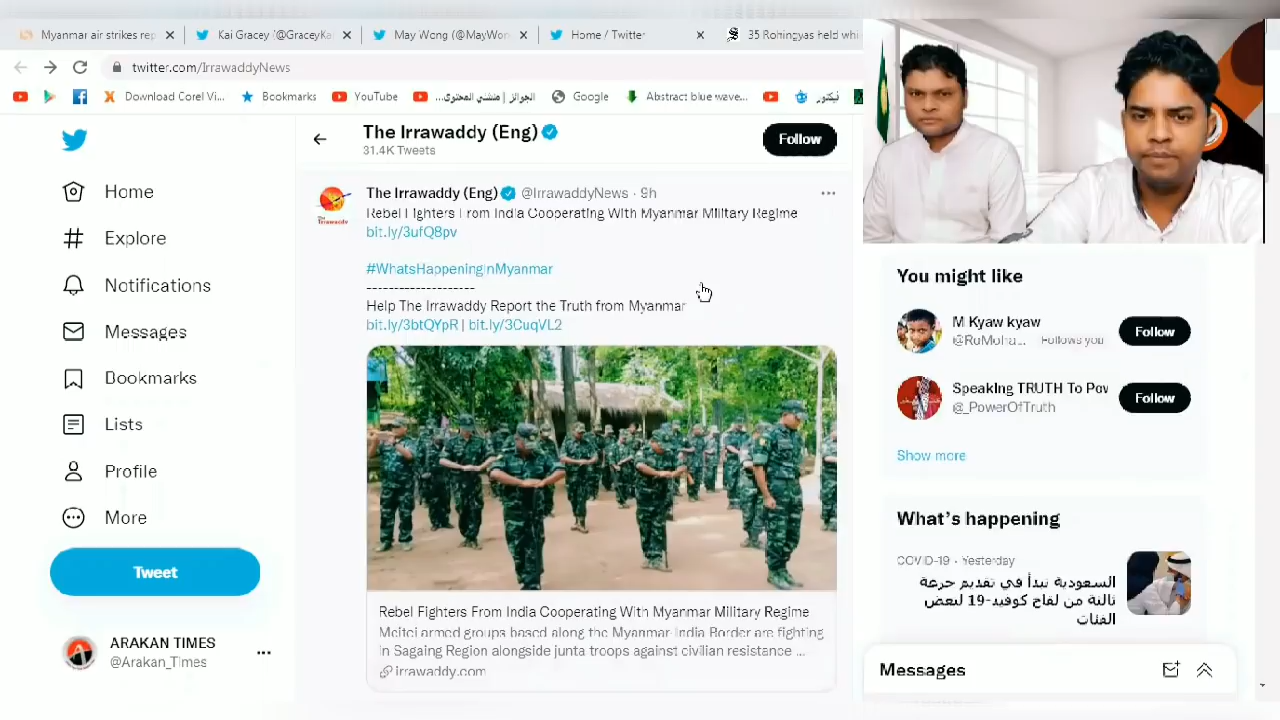 Myanmar air strikes rep
Kai Gracey (@GraceyKa
May Wong (@MayWon
Home / Twitter
35 Rohingyas held whi
twitter.com/IrrawaddyNews
Download Corel Vi...
Bookmarks
YouTube
الجوائز | منتدى المحتوى...
Google
Abstract blue wave...
The Irrawaddy (Eng)
31.4K Tweets
Follow
Home
Explore
Notifications
Messages
Bookmarks
Lists
Profile
More
Tweet
ARAKAN TIMES
@Arakan_Times
The Irrawaddy (Eng) @IrrawaddyNews · 9h
Rebel Fighters From India Cooperating With Myanmar Military Regime
bit.ly/3ufQ8pv
#WhatsHappeningInMyanmar
--------------------
Help The Irrawaddy Report the Truth from Myanmar
bit.ly/3btQYpR | bit.ly/3CuqVL2
Rebel Fighters From India Cooperating With Myanmar Military Regime
Meitei armed groups based along the Myanmar-India Border are fighting
in Sagaing Region alongside junta troops against civilian resistance ...
irrawaddy.com
You might like
M Kyaw kyaw
@RoMoha... Follows you
Follow
Speaking TRUTH To Pov
@_PowerOfTruth
Follow
Show more
What's happening
COVID-19 · Yesterday
السعودية تبدأ في تقديم جرعة
ثالثة من لقاح كوفيد-19 لبعض
الفئات
Messages